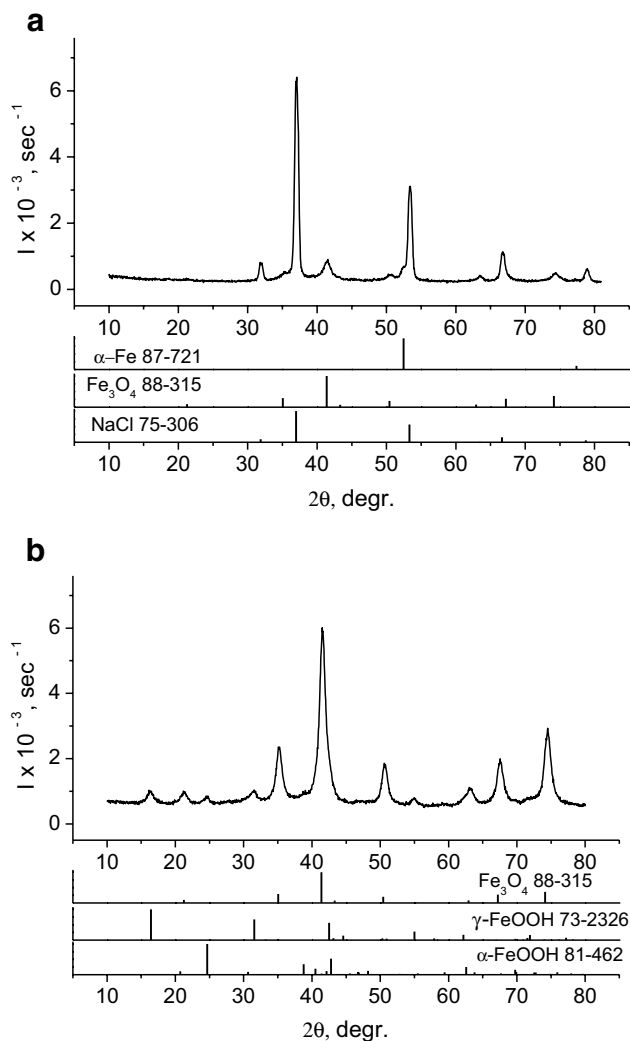 a
I x 10⁻³, sec⁻¹
6
4
2
0
10 20 30 40 50 60 70 80
α–Fe 87-721
Fe₃O₄ 88-315
NaCl 75-306
10 20 30 40 50 60 70 80
2θ, degr.
b
I x 10⁻³, sec⁻¹
6
4
2
0
10 20 30 40 50 60 70 80
Fe₃O₄ 88-315
γ-FeOOH 73-2326
α-FeOOH 81-462
10 20 30 40 50 60 70 80
2θ, degr.